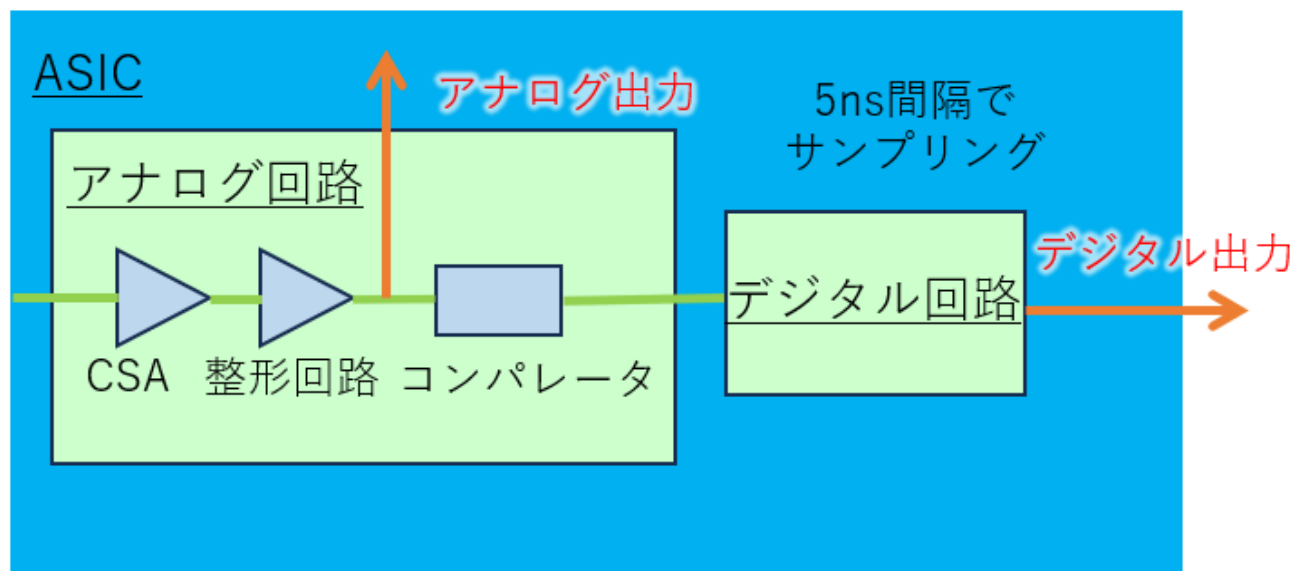 ASIC
アナログ出力
5ns間隔で
サンプリング
アナログ回路
デジタル出力
デジタル回路
CSA
整形回路
コンパレータ